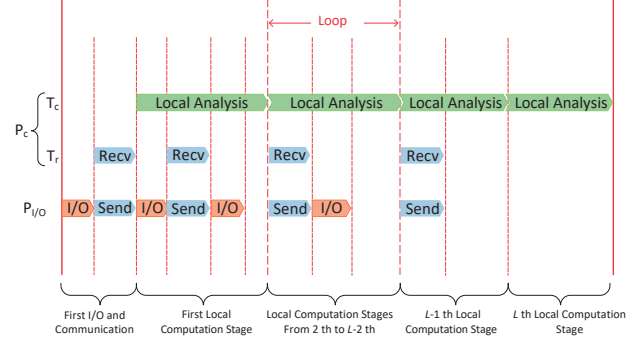 Loop
Tc Local Analysis Local Analysis Local Analysis Local Analysis
Pc
Tr Recv Recv Recv Recv
PI/O I/O Send I/O Send I/O Send I/O Send
First I/O and First Local Local Computation Stages L-1 th Local L th Local Computation
Communication Computation Stage From 2 th to L-2 th Computation Stage Stage